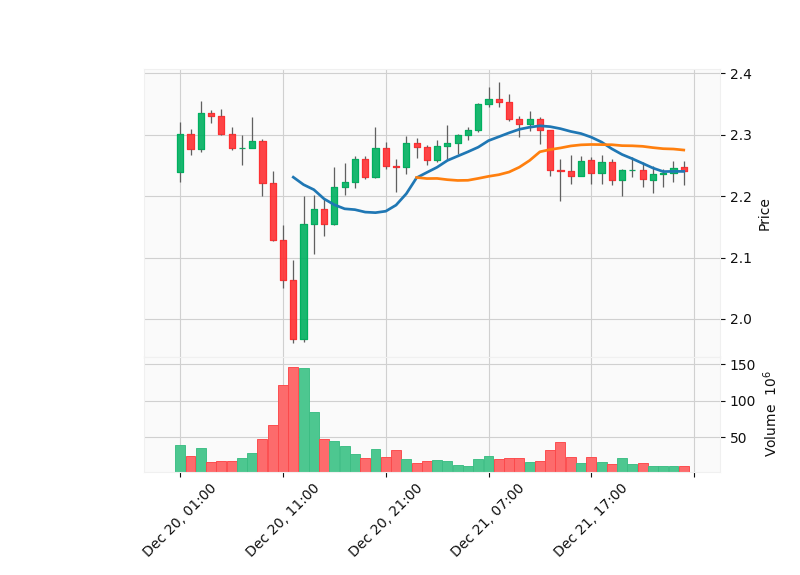 2.4
2.3
2.2
2.1
2.0
Price
150
100
50
Volume 10⁶
Dec 20, 01:00
Dec 20, 11:00
Dec 20, 21:00
Dec 21, 07:00
Dec 21, 17:00